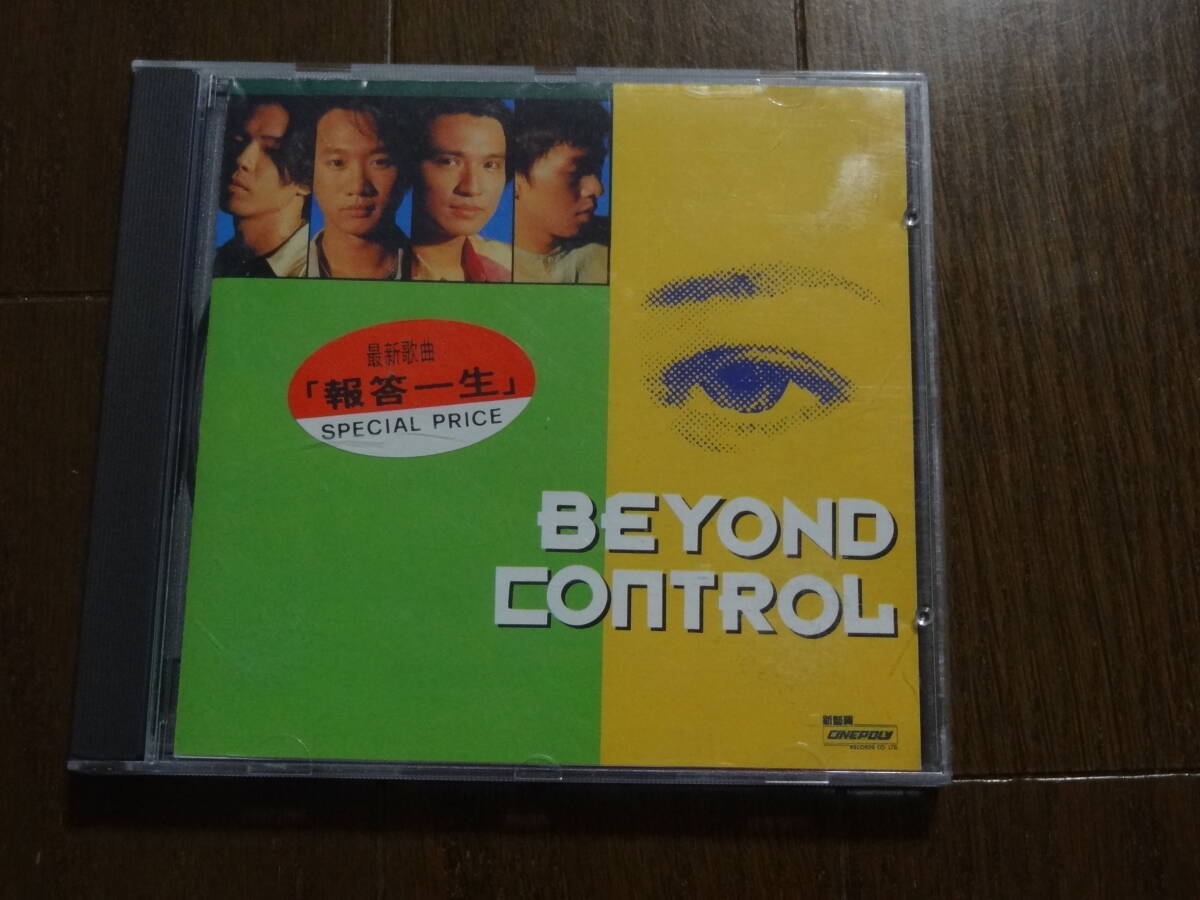 最新歌曲
「報答一生」
SPECIAL PRICE
BEYOND
CONTROL
新藝寶
CINEPOLY
RECORDS CO. LTD.